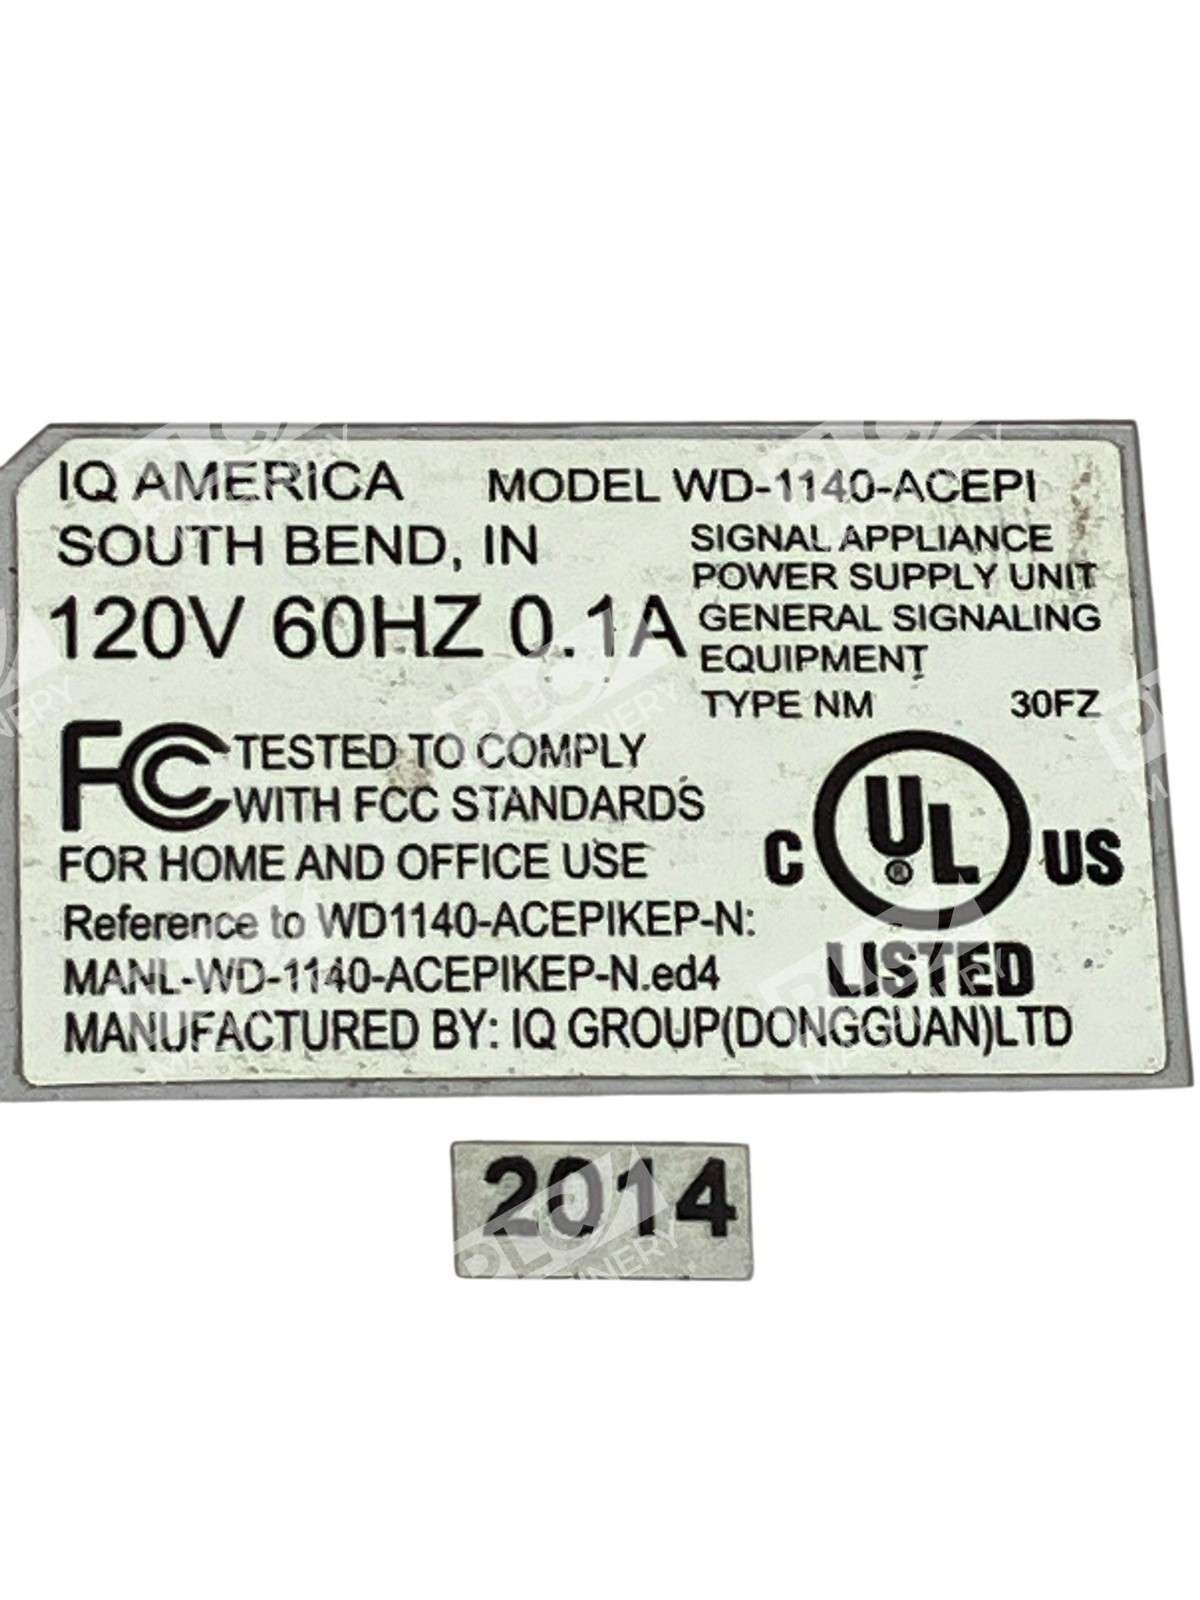 IQ AMERICA MODEL WD-1140-ACEPI
SOUTH BEND, IN
SIGNAL APPLIANCE
POWER SUPPLY UNIT
120V 60HZ 0.1A
GENERAL SIGNALING
EQUIPMENT
TYPE NM 30FZ
FC TESTED TO COMPLY
WITH FCC STANDARDS
FOR HOME AND OFFICE USE
C UL® US
LISTED
Reference to WD1140-ACEPIKEP-N:
MANL-WD-1140-ACEPIKEP-N.ed4
MANUFACTURED BY: IQ GROUP(DONGGUAN)LTD
2014
PLC MACHINERY